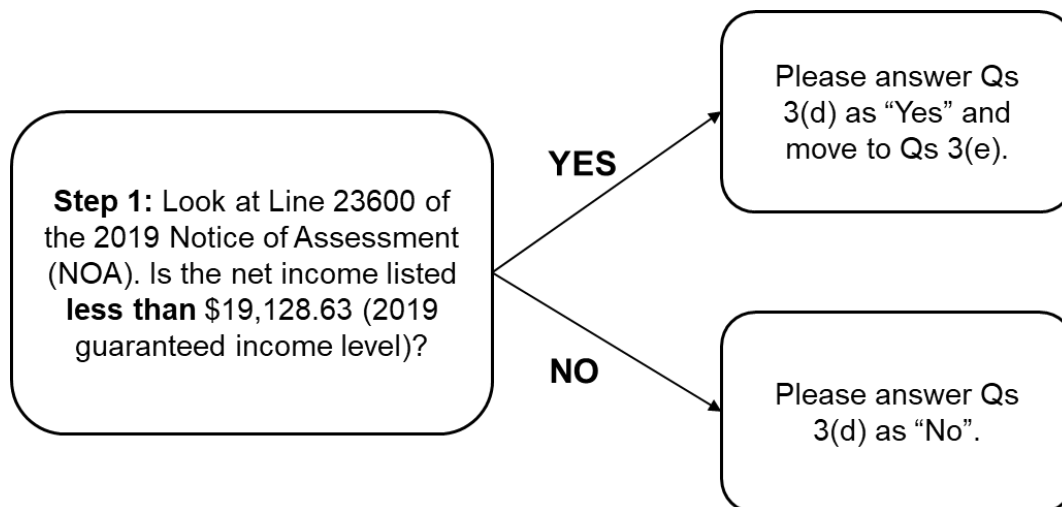 Step 1: Look at Line 23600 of
the 2019 Notice of Assessment
(NOA). Is the net income listed
less than $19,128.63 (2019
guaranteed income level)?
YES
Please answer Qs
3(d) as “Yes” and
move to Qs 3(e).
NO
Please answer Qs
3(d) as “No”.